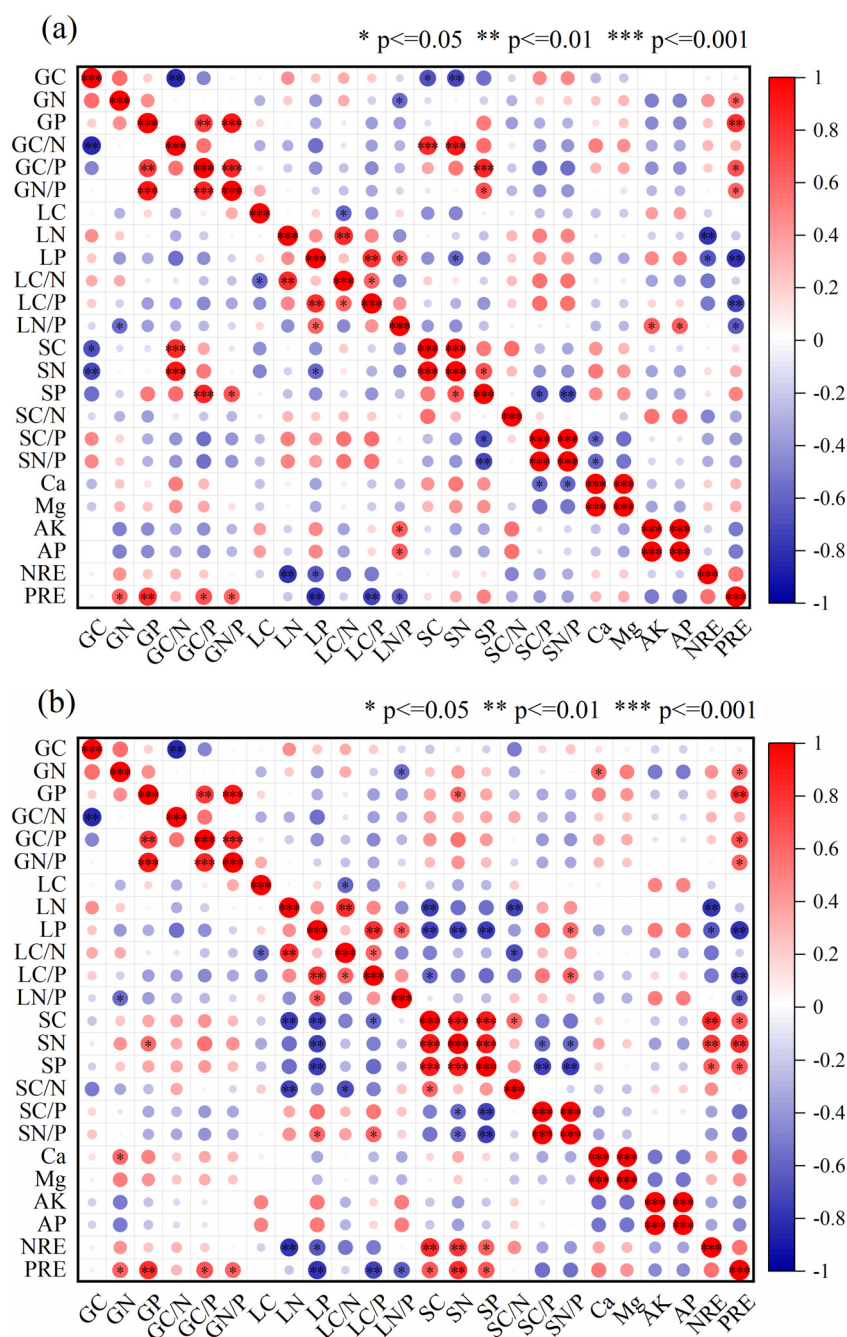 (a)
* p<=0.05 ** p<=0.01 *** p<=0.001
GC
GN
GP
GC/N
GC/P
GN/P
LC
LN
LP
LC/N
LC/P
LN/P
SC
SN
SP
SC/N
SC/P
SN/P
Ca
Mg
AK
AP
NRE
PRE
GC GN GP GC/N GC/P GN/P LC LN LP LC/N LC/P LN/P SC SN SP SC/N SC/P SN/P Ca Mg AK AP NRE PRE
1
0.8
0.6
0.4
0.2
0
-0.2
-0.4
-0.6
-0.8
-1
(b)
* p<=0.05 ** p<=0.01 *** p<=0.001
GC
GN
GP
GC/N
GC/P
GN/P
LC
LN
LP
LC/N
LC/P
LN/P
SC
SN
SP
SC/N
SC/P
SN/P
Ca
Mg
AK
AP
NRE
PRE
GC GN GP GC/N GC/P GN/P LC LN LP LC/N LC/P LN/P SC SN SP SC/N SC/P SN/P Ca Mg AK AP NRE PRE
1
0.8
0.6
0.4
0.2
0
-0.2
-0.4
-0.6
-0.8
-1